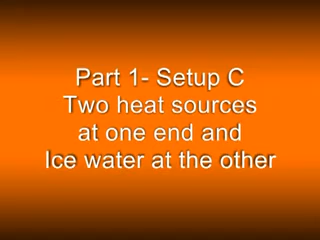 Part 1- Setup C
Two heat sources
at one end and
Ice water at the other